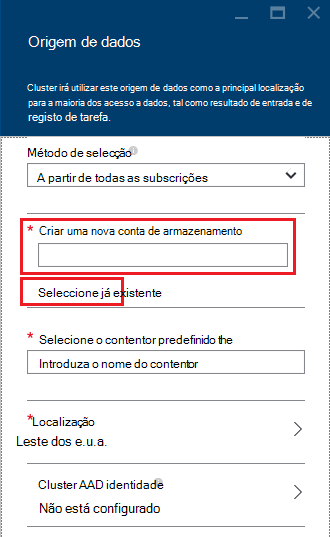 Origem de dados
Cluster irá utilizar este origem de dados como a principal localização
para a maioria dos acesso a dados, tal como resultado de entrada e de
registo de tarefa.
Método de selecção
A partir de todas as subscrições
* Criar uma nova conta de armazenamento
Seleccione já existente
* Selecione o contentor predefinido the
Introduza o nome do contentor
*Localização
Leste dos e.u.a.
Cluster AAD identidade
Não está configurado